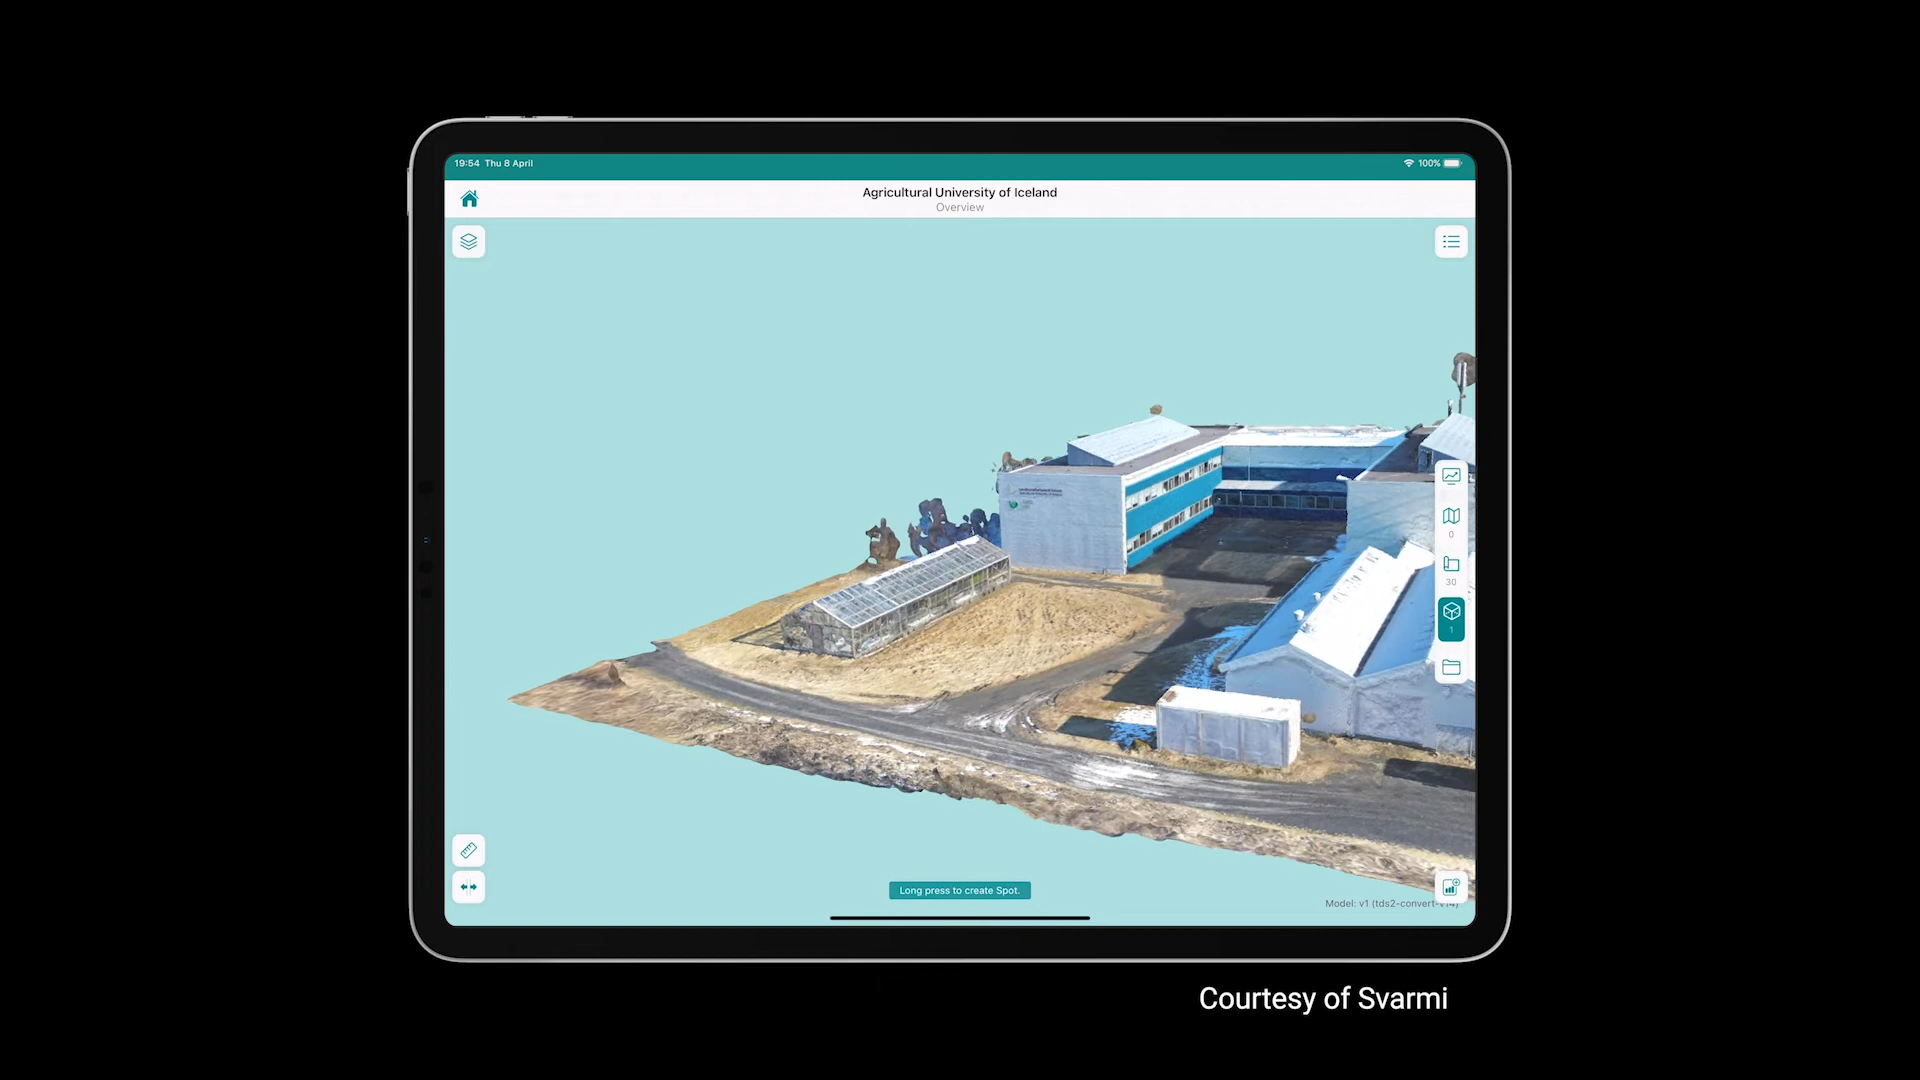 19:54 Thu 8 April
100%
Agricultural University of Iceland
Overview
0
30
1
Long press to create Spot.
Model: v1 (tds2-convert-v14)
Courtesy of Svarmi